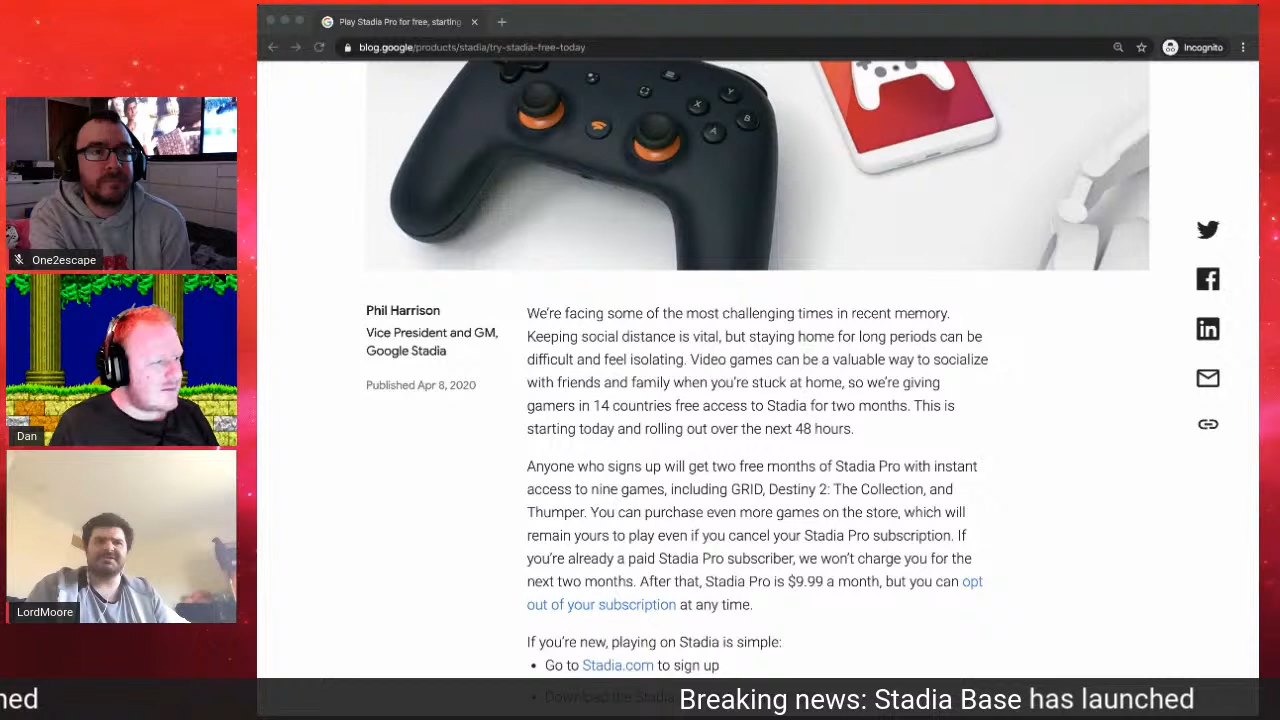 Play Stadia Pro for free, starting
blog.google/products/stadia/try-stadia-free-today
Incognito
Y
X
B
A
One2escape
Dan
LordMoore
Phil Harrison
Vice President and GM,
Google Stadia
Published Apr 8, 2020
We're facing some of the most challenging times in recent memory.
Keeping social distance is vital, but staying home for long periods can be
difficult and feel isolating. Video games can be a valuable way to socialize
with friends and family when you're stuck at home, so we're giving
gamers in 14 countries free access to Stadia for two months. This is
starting today and rolling out over the next 48 hours.
Anyone who signs up will get two free months of Stadia Pro with instant
access to nine games, including GRID, Destiny 2: The Collection, and
Thumper. You can purchase even more games on the store, which will
remain yours to play even if you cancel your Stadia Pro subscription. If
you're already a paid Stadia Pro subscriber, we won't charge you for the
next two months. After that, Stadia Pro is $9.99 a month, but you can opt
out of your subscription at any time.
If you're new, playing on Stadia is simple:
• Go to Stadia.com to sign up
• Download the Stadia
ned
Breaking news: Stadia Base has launched